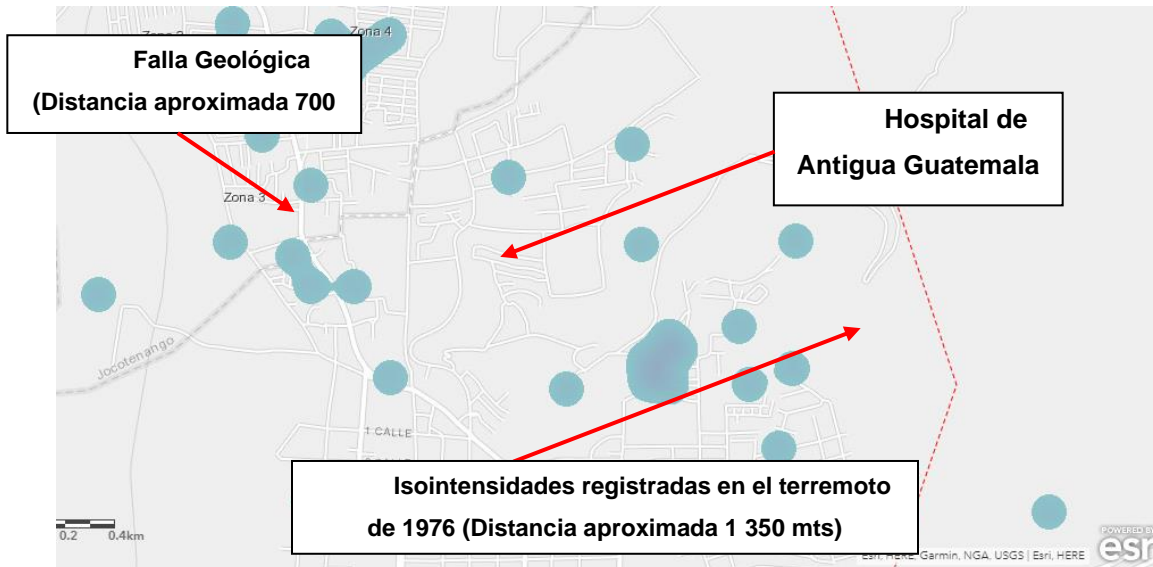 Zona 4
Falla Geológica
(Distancia aproximada 700
Hospital de
Antigua Guatemala
Zona 3
Jocotenango
1 CALLE
Isointensidades registradas en el terremoto
de 1976 (Distancia aproximada 1 350 mts)
0.2 0.4km
POWERED BY
esri
Esri, HERE, Garmin, NGA, USGS | Esri, HERE